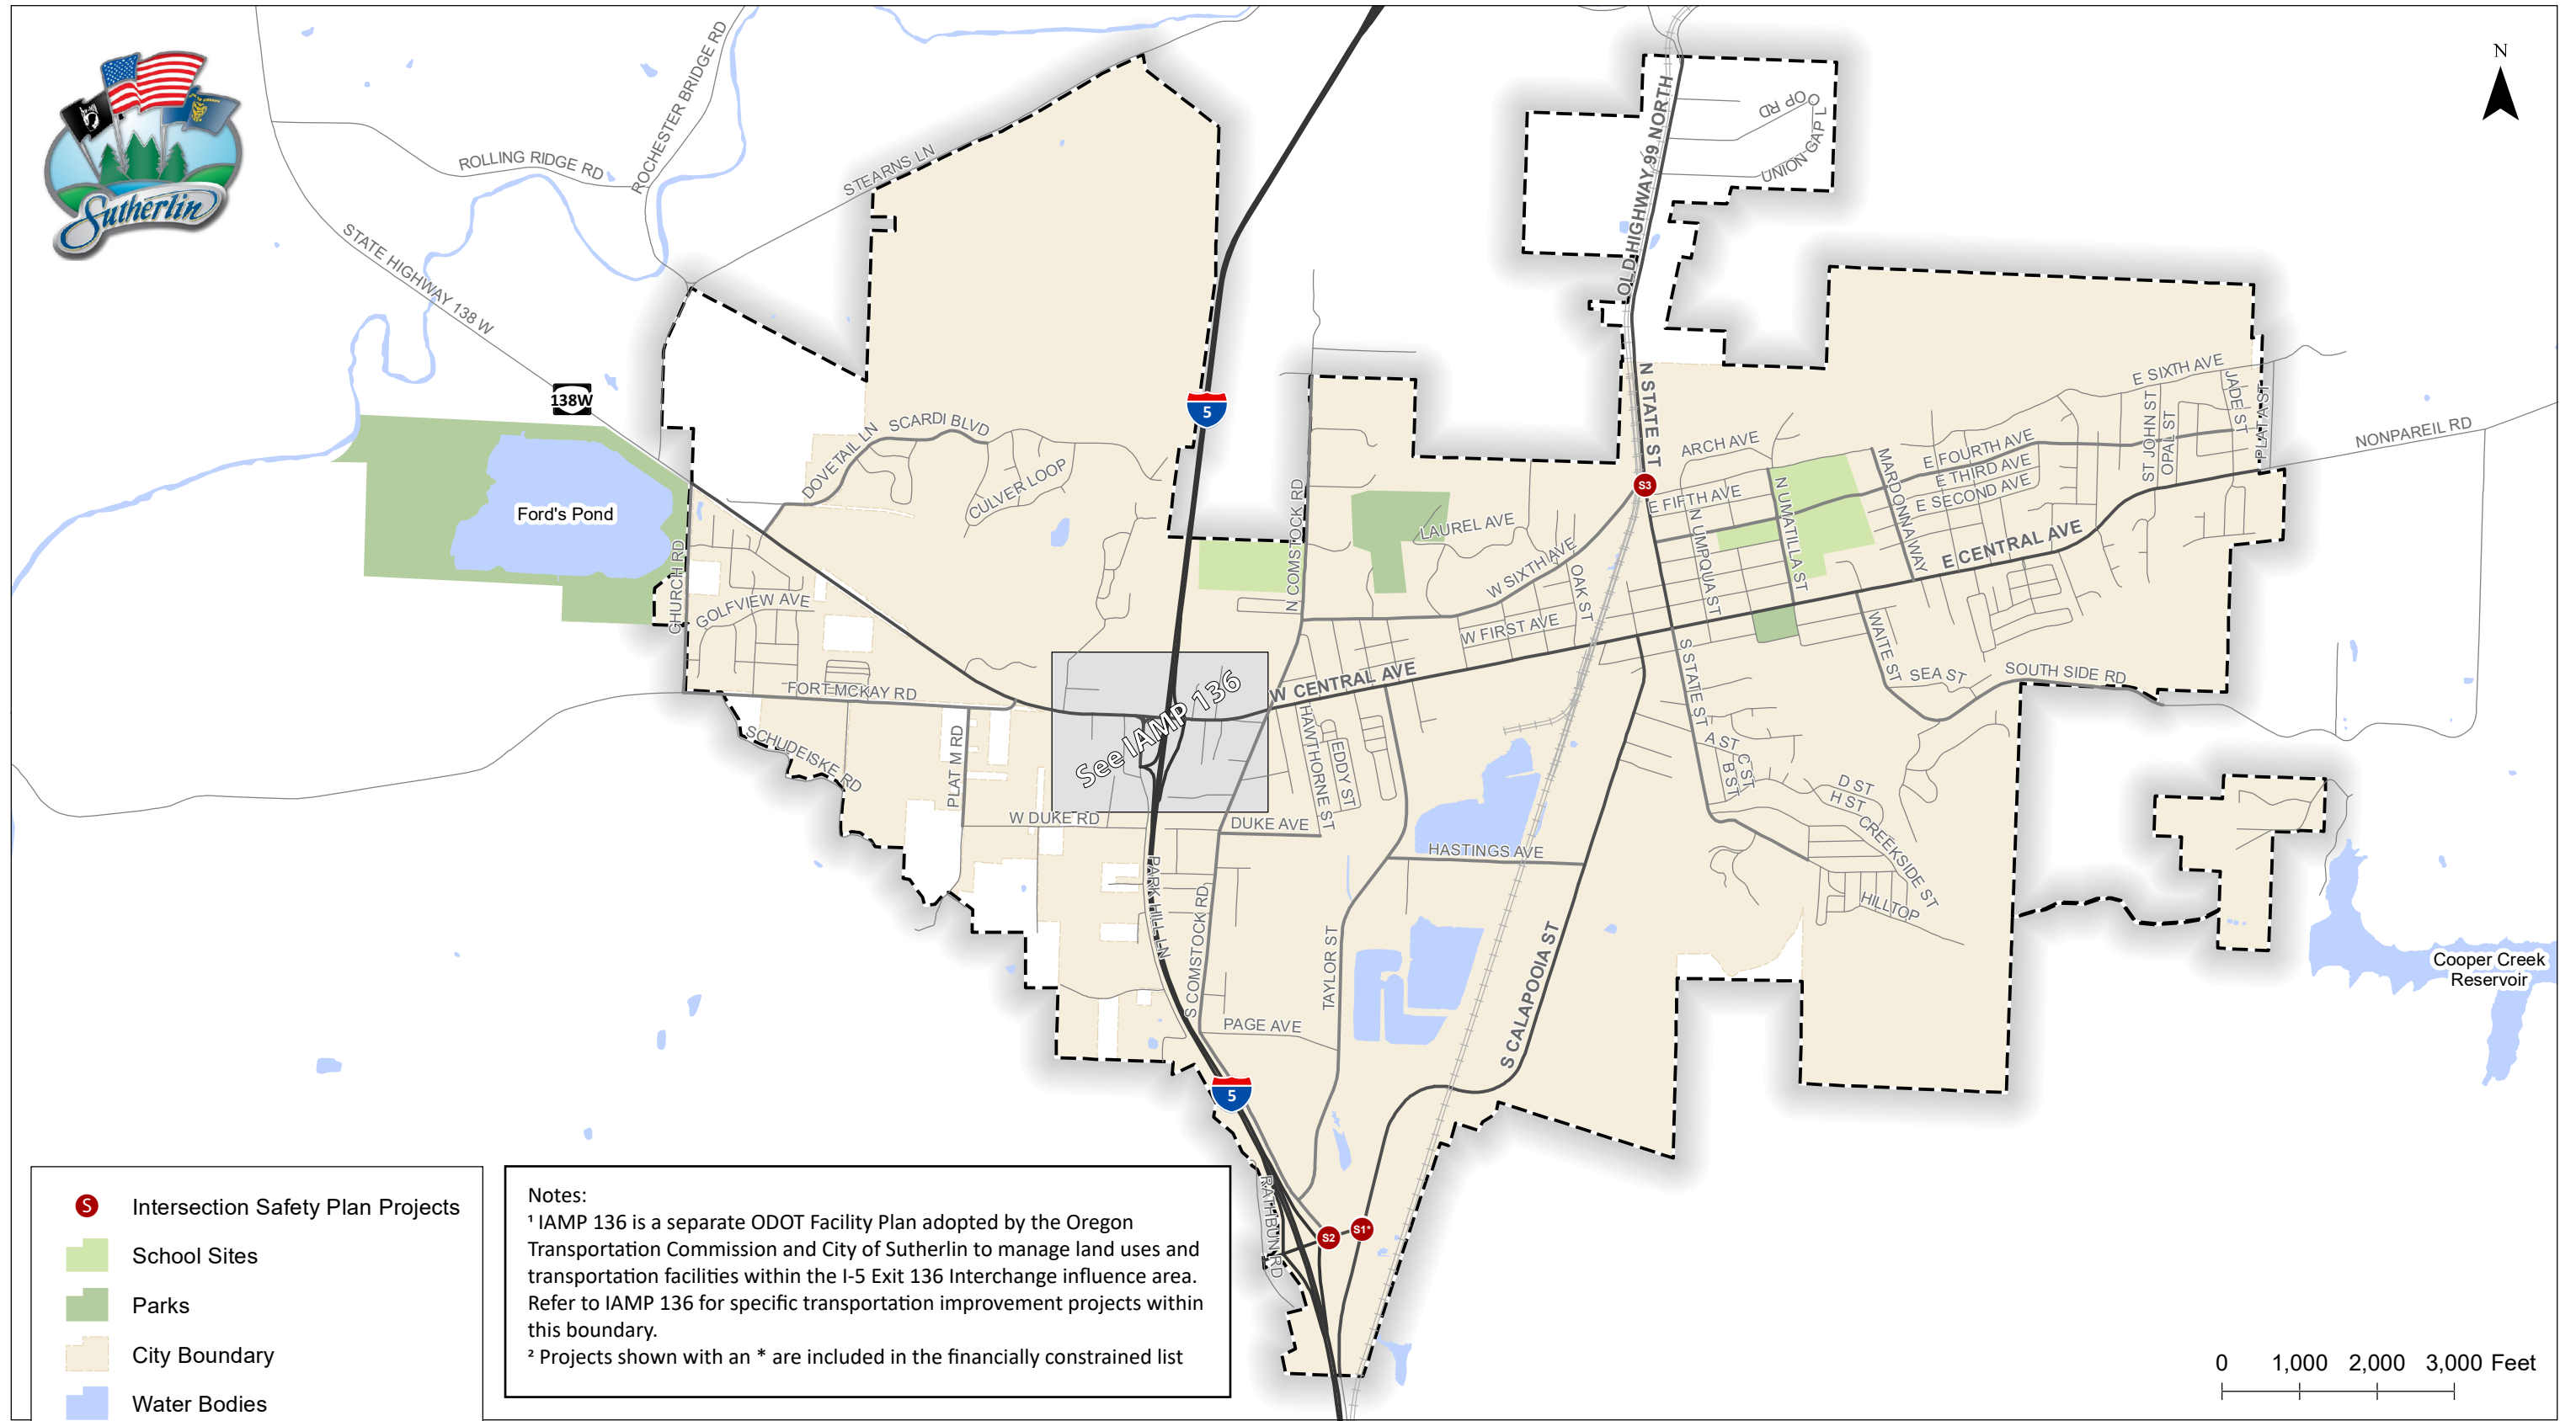 Sutherlin
N
ROCHESTER BRIDGE RD
ROLLING RIDGE RD
STEARNS LN
STATE HIGHWAY 138 W
138W
OLD HIGHWAY 99 NORTH
O OP RD
UNION GAP L
5
N STATE ST
SCARDI BLVD
DOVETAIL LN
CULVER LOOP
Ford's Pond
CHURCH RD
GOLFVIEW AVE
FORT MCKAY RD
SCHUDEISKE RD
PLAT M RD
W DUKE RD
See IAMP 136
N COMSTOCK RD
LAUREL AVE
W SIXTH AVE
OAK ST
W FIRST AVE
W CENTRAL AVE
S3
ARCH AVE
E FIFTH AVE
N UMPQUA ST
N UMATILLA ST
MARDONNA WAY
E FOURTH AVE
E THIRD AVE
E SECOND AVE
E CENTRAL AVE
E SIXTH AVE
ST JOHN ST
OPAL ST
JADE ST
PLAT A ST
NONPAREIL RD
WAITE ST
SEA ST
SOUTH SIDE RD
S STATE ST
A ST
B ST
C ST
D ST
H ST
CREEKSIDE ST
HILLTOP
HAWTHORNE ST
EDDY ST
DUKE AVE
HASTINGS AVE
PARK HILL LN
S COMSTOCK RD
TAYLOR ST
PAGE AVE
S CALAPOOIA ST
5
RATHBUN RD
S2
S1*
Cooper Creek
Reservoir
S Intersection Safety Plan Projects
School Sites
Parks
City Boundary
Water Bodies
Notes:
¹ IAMP 136 is a separate ODOT Facility Plan adopted by the Oregon
Transportation Commission and City of Sutherlin to manage land uses and
transportation facilities within the I-5 Exit 136 Interchange influence area.
Refer to IAMP 136 for specific transportation improvement projects within
this boundary.
² Projects shown with an * are included in the financially constrained list
0 1,000 2,000 3,000 Feet